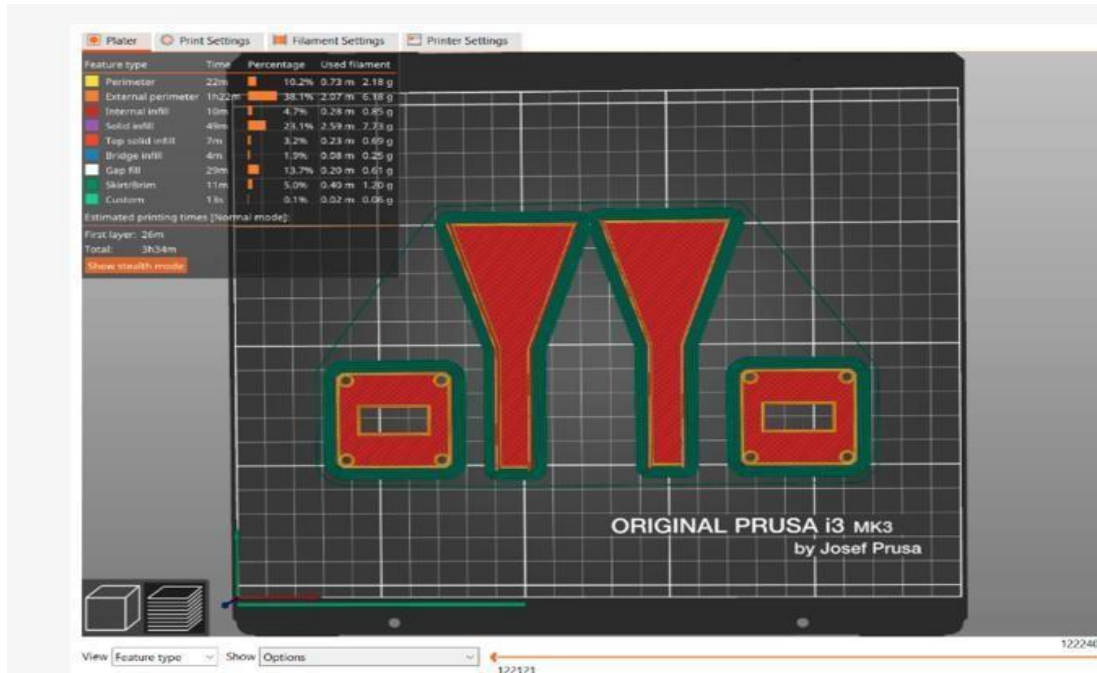 Plater Print Settings Filament Settings Printer Settings
Feature type Time Percentage Used filament
Perimeter 22m 10.2% 0.73 m 2.18 g
External perimeter 1h22m 38.1% 2.07 m 6.18 g
Internal infill 10m 4.7% 0.28 m 0.85 g
Solid infill 49m 23.1% 2.59 m 7.73 g
Top solid infill 7m 3.2% 0.23 m 0.69 g
Bridge infill 4m 1.9% 0.08 m 0.25 g
Gap fill 29m 13.7% 0.20 m 0.61 g
Skirt/Brim 11m 5.0% 0.40 m 1.20 g
Custom 13s 0.1% 0.02 m 0.06 g
Estimated printing times [Normal mode]:
First layer: 26m
Total: 3h34m
Show stealth mode
ORIGINAL PRUSA i3 MK3
by Josef Prusa
122240
View Feature type Show Options
122121